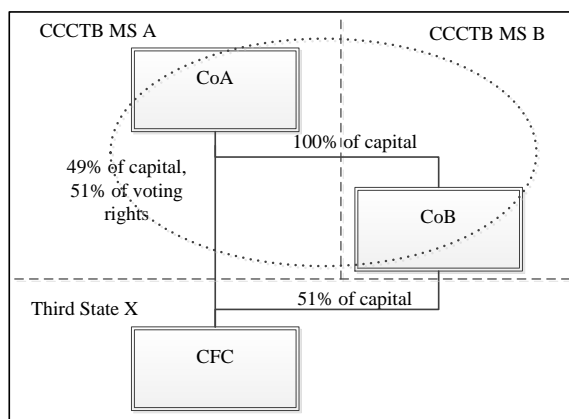 CCCTB MS A
CCCTB MS B
CoA
100% of capital
49% of capital,
51% of voting
rights
CoB
51% of capital
Third State X
CFC